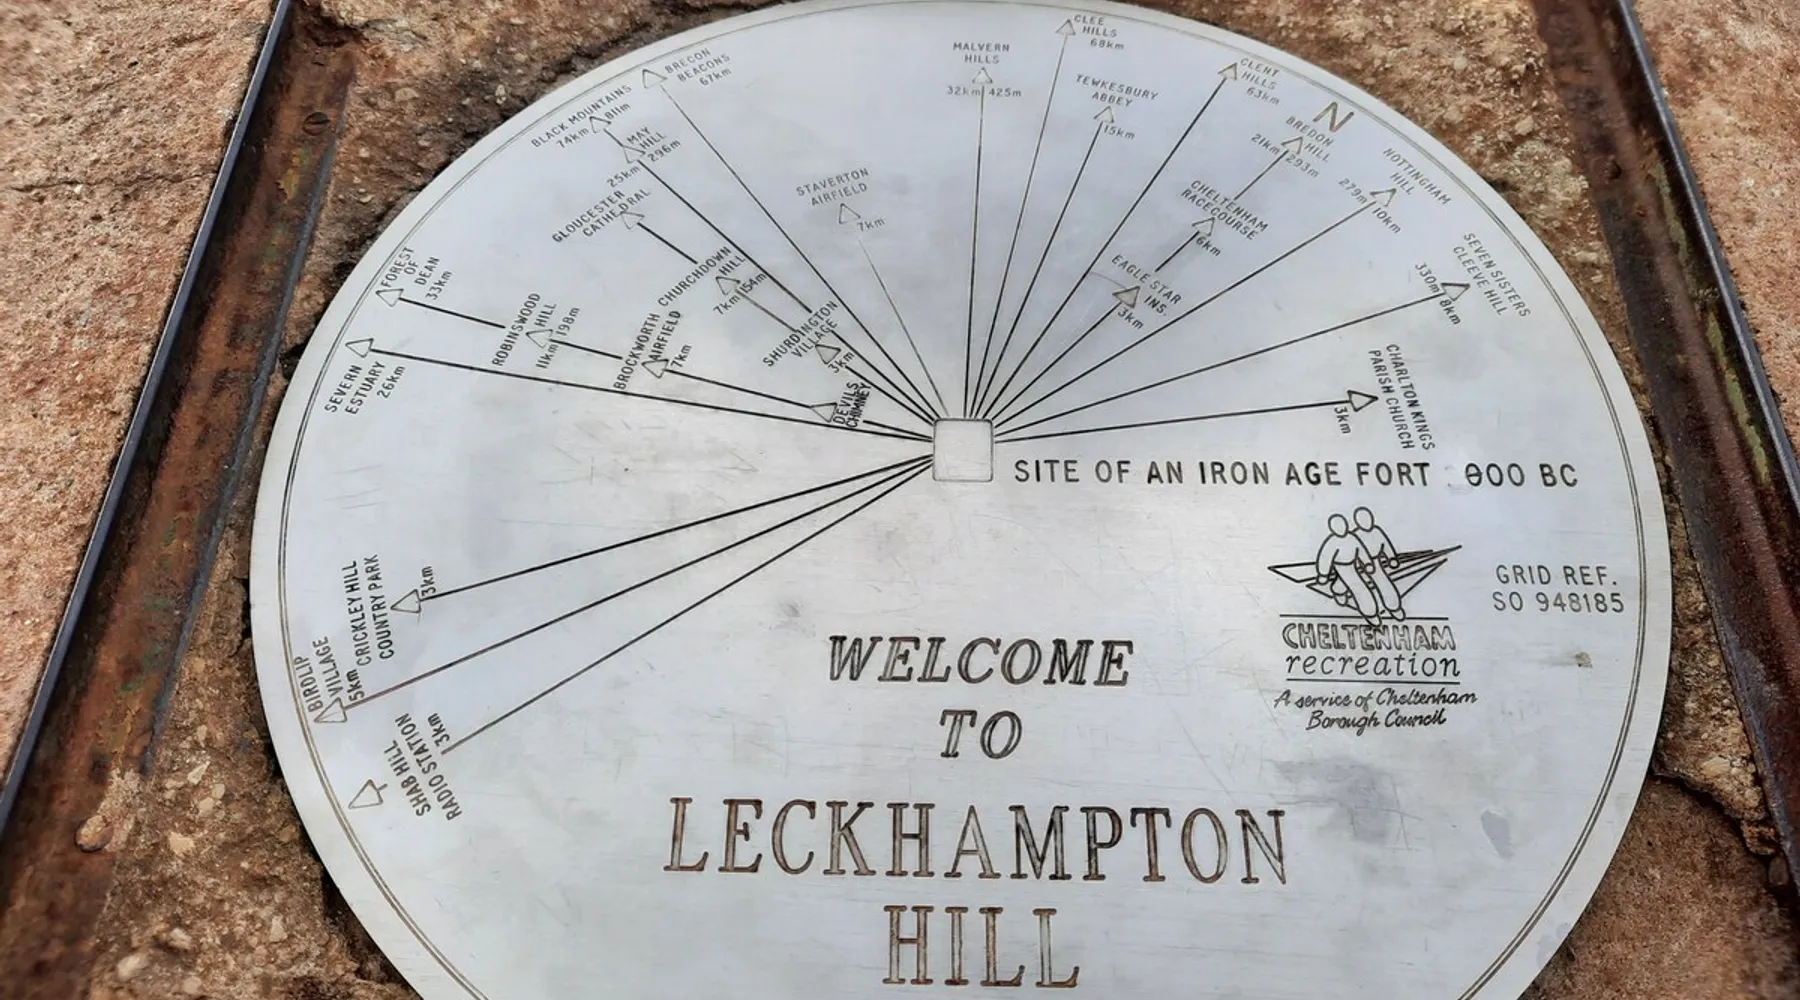 CLEE
HILLS
68km
MALVERN
HILLS
32km 425m
TEWKESBURY
ABBEY
15km
CLENT
HILLS
63km
N
BREDON
HILL
21km 293m
NOTTINGHAM
HILL
279m 10km
CHELTENHAM
RACECOURSE
6km
EAGLE STAR
INS.
3km
SEVEN SISTERS
CLEEVE HILL
330m 8km
CHARLTON KINGS
PARISH CHURCH
3km
BRECON
BEACONS
67km
BLACK MOUNTAINS
74km 811m
MAY
HILL
25km 296m
STAVERTON
AIRFIELD
7km
GLOUCESTER
CATHEDRAL
CHURCHDOWN
HILL
7km 154m
SHURDINGTON
VILLAGE
3km
FOREST
OF
DEAN
33km
ROBINSWOOD
HILL
11km 198m
BROCKWORTH
AIRFIELD
7km
DEVILS
CHIMNEY
SEVERN
ESTUARY
26km
CRICKLEY HILL
COUNTRY PARK
3km
BIRDLIP
VILLAGE
5km
SHAB HILL
RADIO STATION
3km
SITE OF AN IRON AGE FORT 000 BC
GRID REF.
SO 948185
CHELTENHAM
recreation
A service of Cheltenham
Borough Council
WELCOME
TO
LECKHAMPTON
HILL